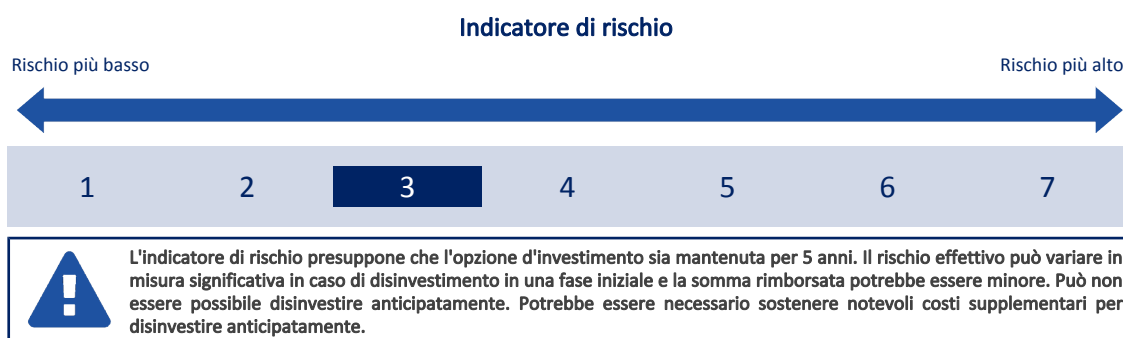 Indicatore di rischio
Rischio più basso Rischio più alto
1 2 3 4 5 6 7
L'indicatore di rischio presuppone che l'opzione d'investimento sia mantenuta per 5 anni. Il rischio effettivo può variare in
misura significativa in caso di disinvestimento in una fase iniziale e la somma rimborsata potrebbe essere minore. Può non
essere possibile disinvestire anticipatamente. Potrebbe essere necessario sostenere notevoli costi supplementari per
disinvestire anticipatamente.